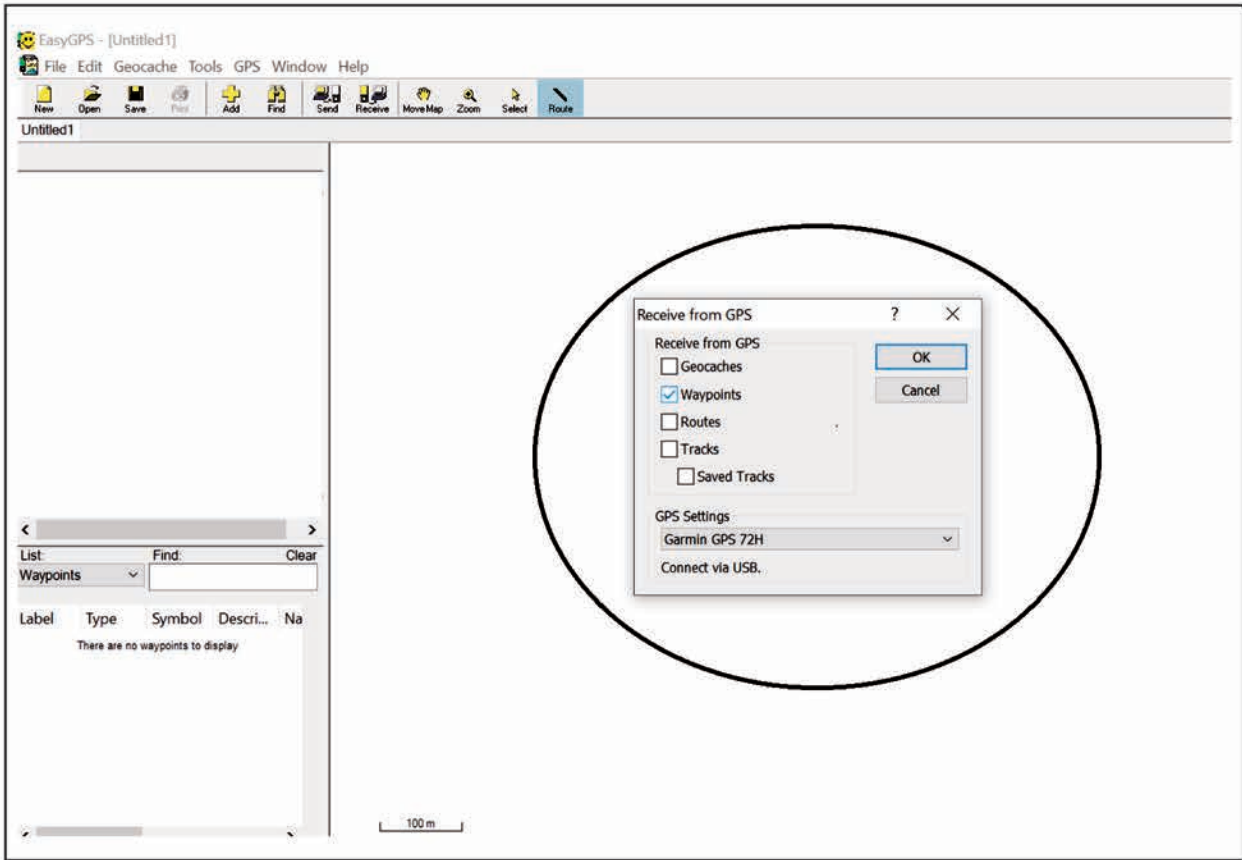 EasyGPS - [Untitled1]
File Edit Geocache Tools GPS Window Help
New Open Save Print Add Find Send Receive Move Map Zoom Select Route
Untitled1
Receive from GPS ?
Receive from GPS
Geocaches
OK
Waypoints
Cancel
Routes
Tracks
Saved Tracks
GPS Settings
Garmin GPS 72H
Connect via USB.
List: Find: Clear
Waypoints
Label Type Symbol Descri... Na
There are no waypoints to display
100 m